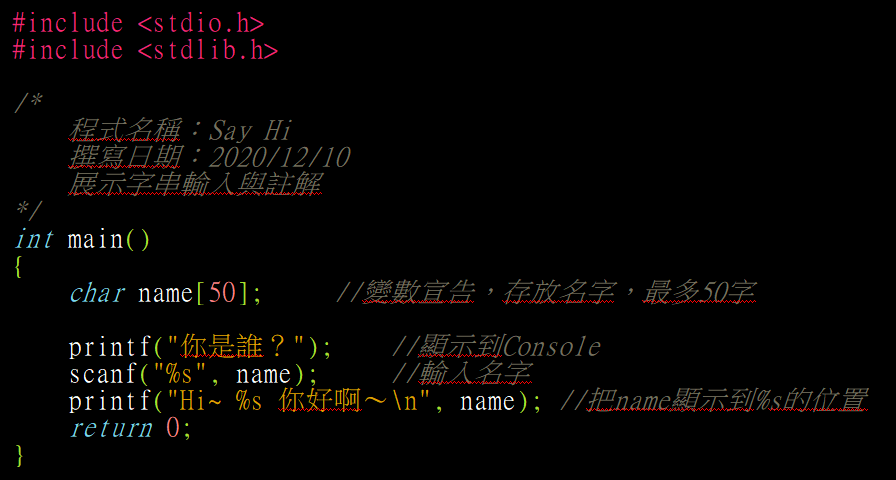 #include <stdio.h>
#include <stdlib.h>
/*
程式名稱：Say Hi
撰寫日期：2020/12/10
展示字串輸入與註解
*/
int main()
{
char name[50]; //變數宣告，存放名字，最多50字
printf("你是誰？"); //顯示到Console
scanf("%s", name); //輸入名字
printf("Hi~ %s 你好啊～\n", name); //把name顯示到%s的位置
return 0;
}